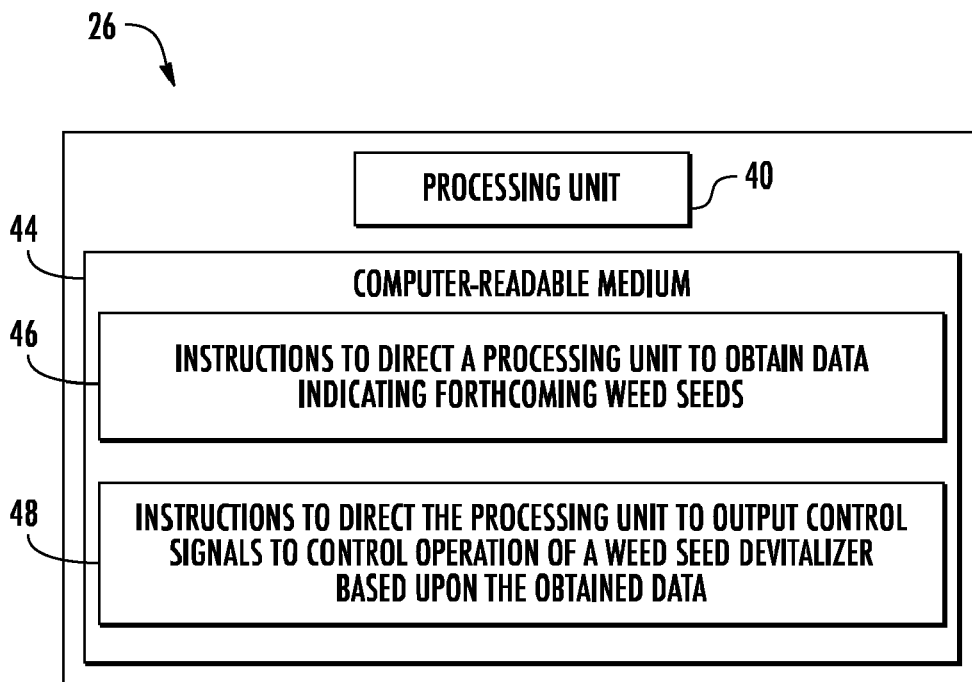 26
PROCESSING UNIT
40
44
COMPUTER-READABLE MEDIUM
46
INSTRUCTIONS TO DIRECT A PROCESSING UNIT TO OBTAIN DATA
INDICATING FORTHCOMING WEED SEEDS
48
INSTRUCTIONS TO DIRECT THE PROCESSING UNIT TO OUTPUT CONTROL
SIGNALS TO CONTROL OPERATION OF A WEED SEED DEVITALIZER
BASED UPON THE OBTAINED DATA